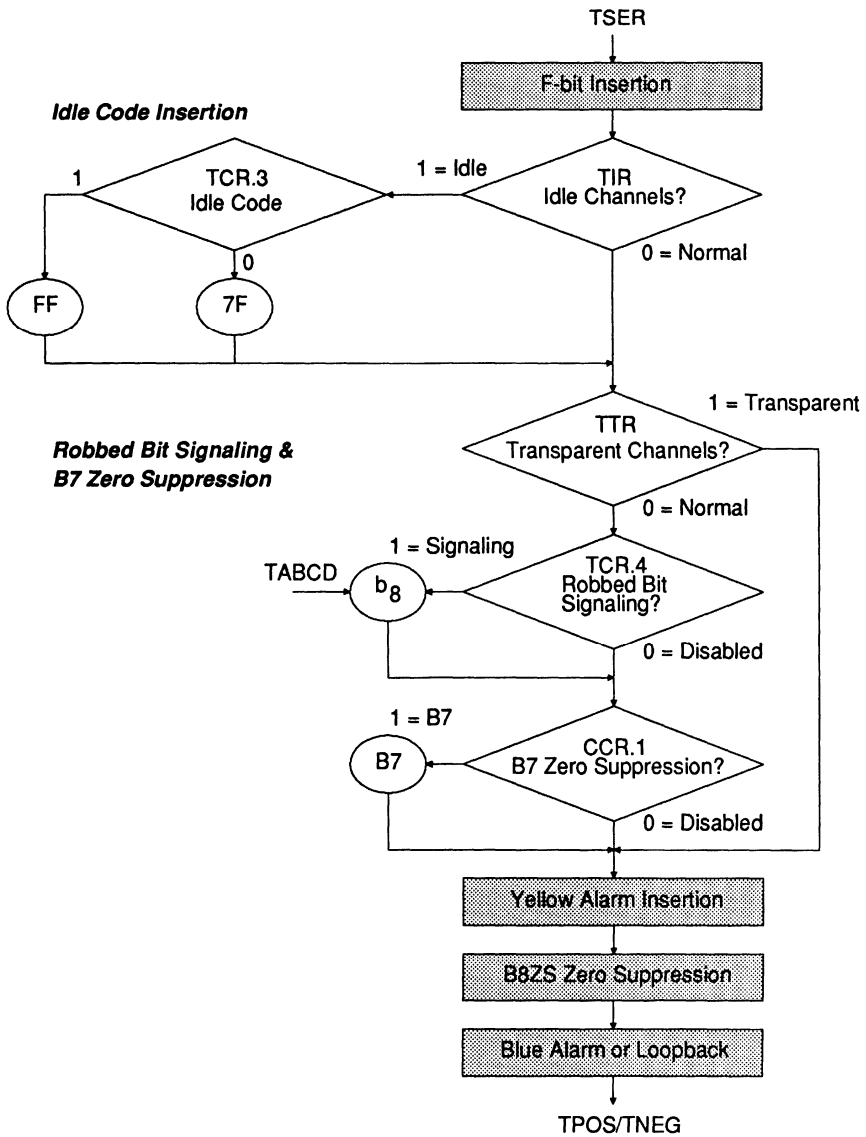 TSER
F-bit Insertion
Idle Code Insertion
1
TCR.3
Idle Code
1 = Idle
TIR
Idle Channels?
0
0 = Normal
FF
7F
1 = Transparent
TTR
Transparent Channels?
Robbed Bit Signaling &
B7 Zero Suppression
0 = Normal
1 = Signaling
TABCD
b8
TCR.4
Robbed Bit
Signaling?
0 = Disabled
1 = B7
B7
CCR.1
B7 Zero Suppression?
0 = Disabled
Yellow Alarm Insertion
B8ZS Zero Suppression
Blue Alarm or Loopback
TPOS/TNEG